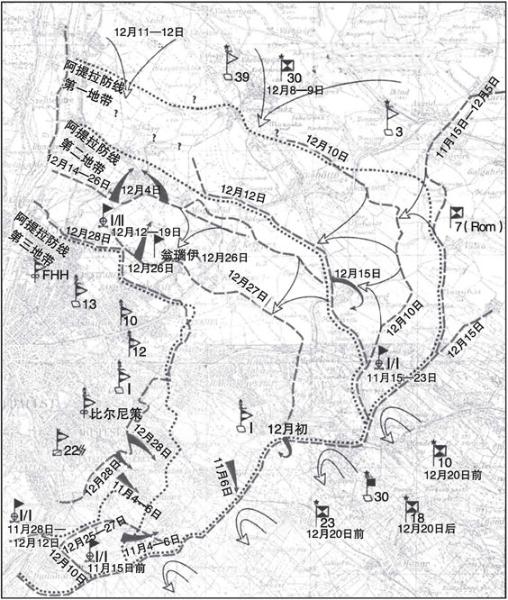 12月11—12日
39
30
12月8—9日
3
阿提拉防线
第一地带
?
?
?
?
12月10日
11月15日—12月5日
阿提拉防线
第二地带
12月14—26日
12月4日
12月12日
I/II
12月28日
12月12—19日
翁瑙伊
12月26日
12月26日
7(Rom)
阿提拉防线
第三地带
FHH
12月15日
12月27日
13
10
12月10日
12月15日
12
I/I
11月15—23日
I
比尔尼策
I
12月初
22
12月28日
12月28日
11月6日
10
12月20日前
11月4—6日
30
I/I
11月28日—
12月12日
12月25—27日
23
12月20日前
18
12月20日后
11月4—6日
I/I
11月15日前
12月10日